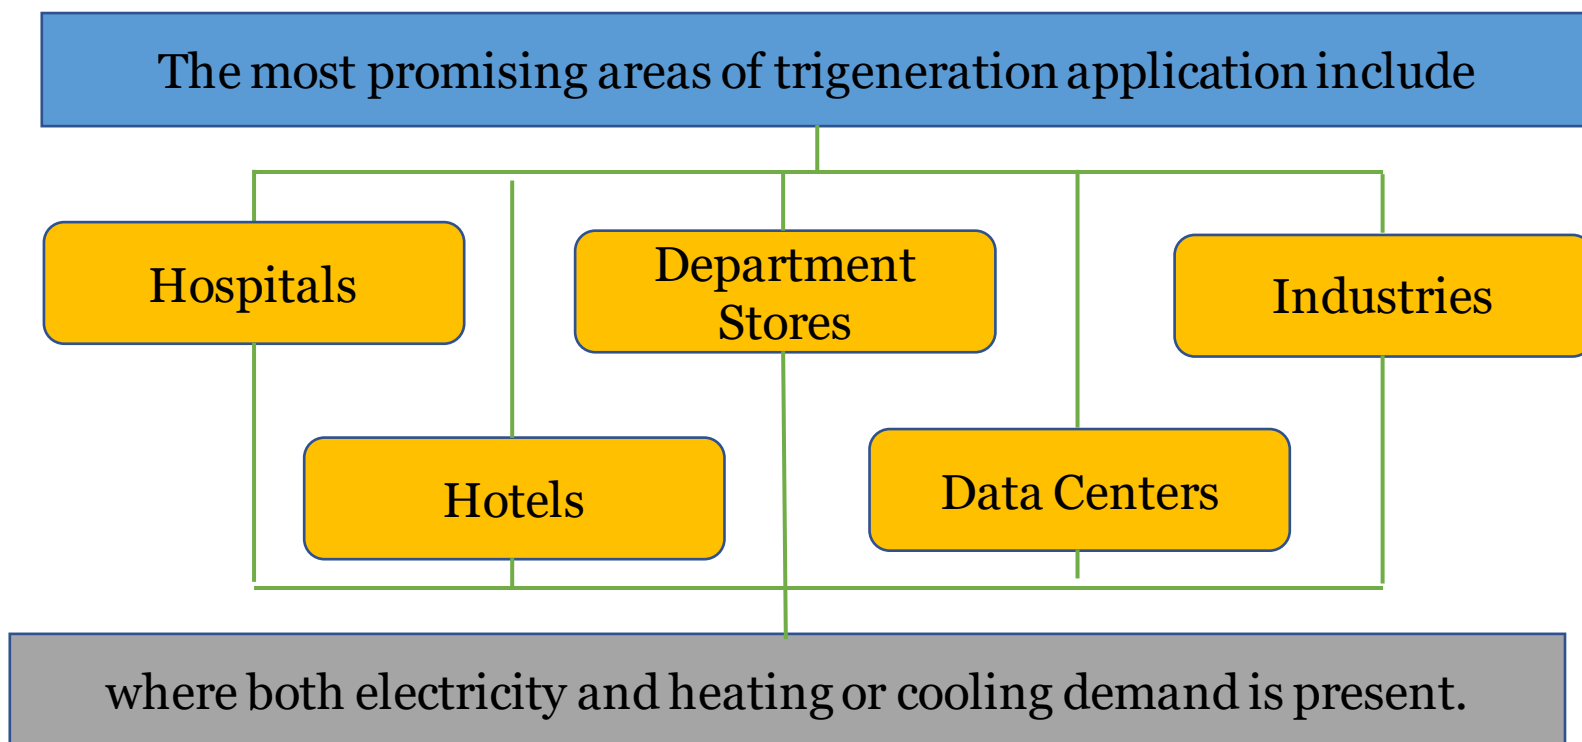 The most promising areas of trigeneration application include
Hospitals
Department
Stores
Industries
Hotels
Data Centers
where both electricity and heating or cooling demand is present.